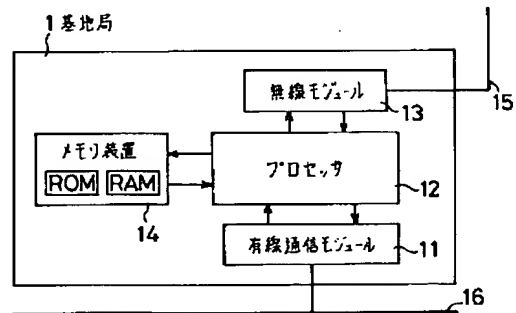 1 基地局
無線モジュール
13
15
メモリ装置
ROM RAM
14
プロセッサ
12
有線通信モジュール
11
16